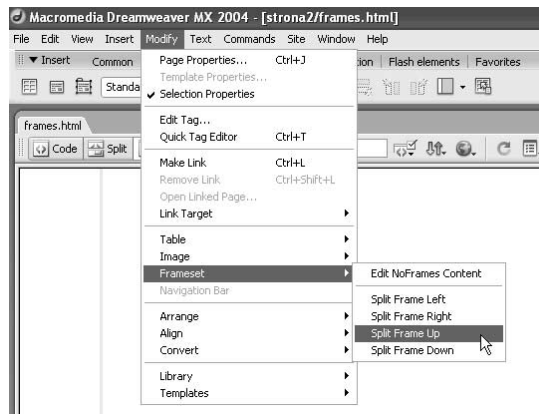 Macromedia Dreamweaver MX 2004 - [strona2/frames.html]
File Edit View Insert Modify Text Commands Site Window Help
Insert Common Flash elements Favorites
Standa
frames.html
Code Split
Page Properties... Ctrl+J
Template Properties...
Selection Properties
Edit Tag...
Quick Tag Editor Ctrl+T
Make Link Ctrl+L
Remove Link Ctrl+Shift+L
Open Linked Page...
Link Target
Table
Image
Frameset
Navigation Bar
Arrange
Align
Convert
Library
Templates
Edit NoFrames Content
Split Frame Left
Split Frame Right
Split Frame Up
Split Frame Down